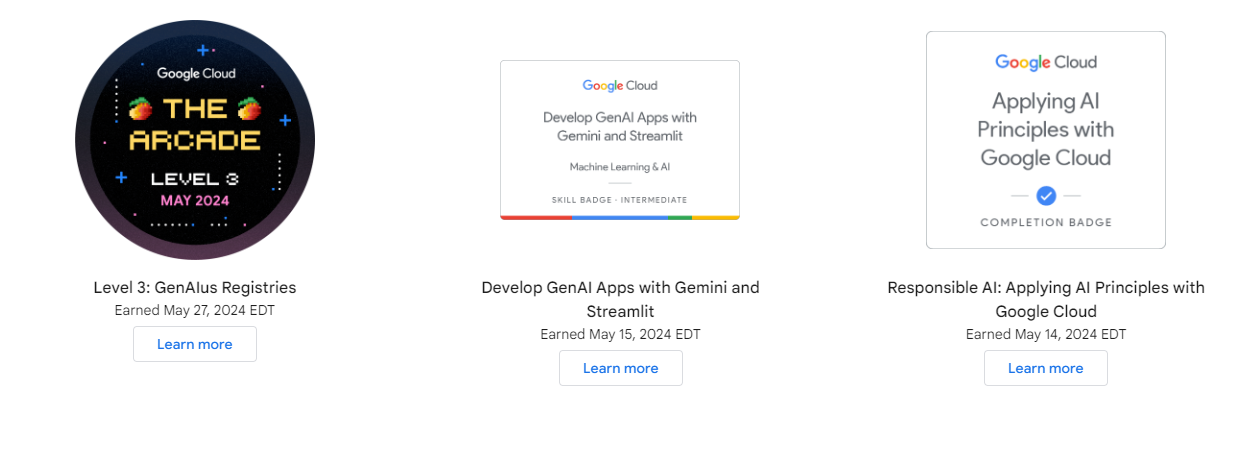 Google Cloud
THE
ARCADE
LEVEL 3
MAY 2024
Level 3: GenAIus Registries
Earned May 27, 2024 EDT
Learn more
Google Cloud
Develop GenAI Apps with
Gemini and Streamlit
Machine Learning & AI
SKILL BADGE · INTERMEDIATE
Develop GenAI Apps with Gemini and
Streamlit
Earned May 15, 2024 EDT
Learn more
Google Cloud
Applying AI
Principles with
Google Cloud
COMPLETION BADGE
Responsible AI: Applying AI Principles with
Google Cloud
Earned May 14, 2024 EDT
Learn more